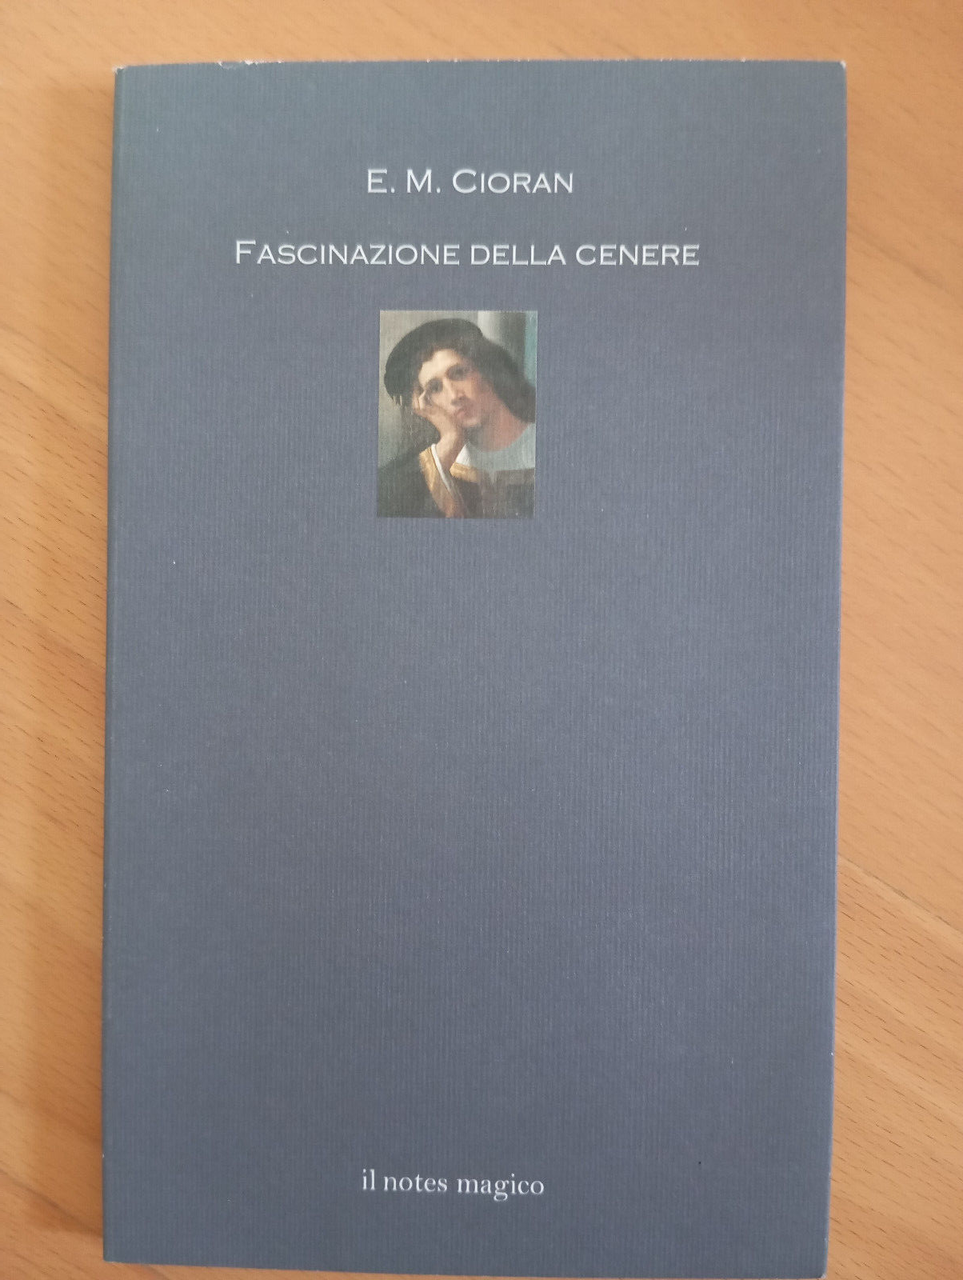 E. M. Cioran
Fascinazione della cenere
il notes magico